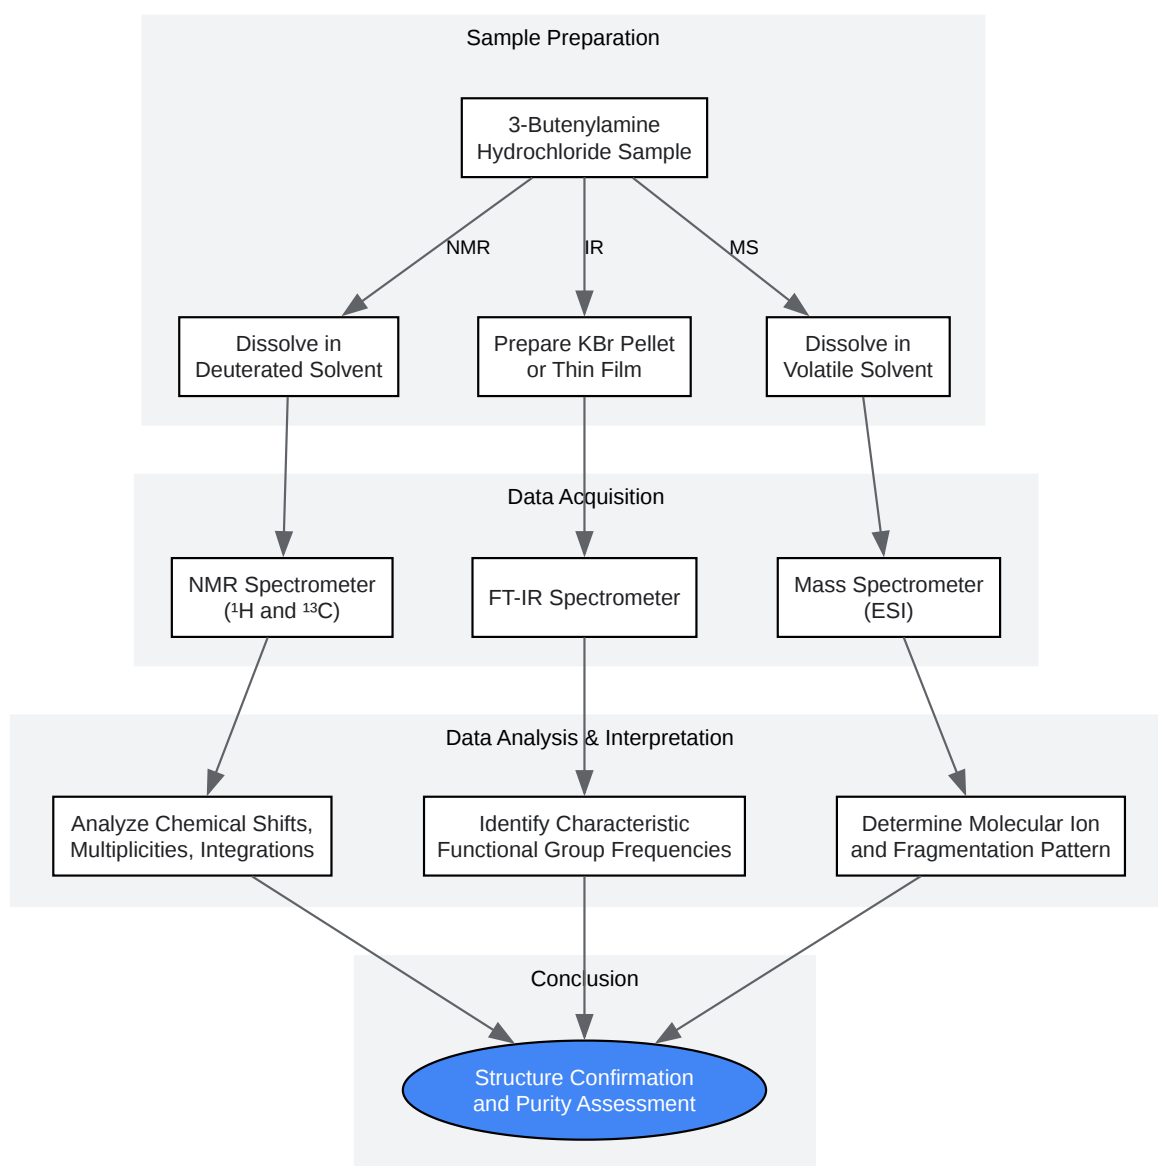 Sample Preparation
3-Butenylamine
Hydrochloride Sample
NMR
IR
MS
Dissolve in
Deuterated Solvent
Prepare KBr Pellet
or Thin Film
Dissolve in
Volatile Solvent
Data Acquisition
NMR Spectrometer
(¹H and ¹³C)
FT-IR Spectrometer
Mass Spectrometer
(ESI)
Data Analysis & Interpretation
Analyze Chemical Shifts,
Multiplicities, Integrations
Identify Characteristic
Functional Group Frequencies
Determine Molecular Ion
and Fragmentation Pattern
Conclusion
Structure Confirmation
and Purity Assessment